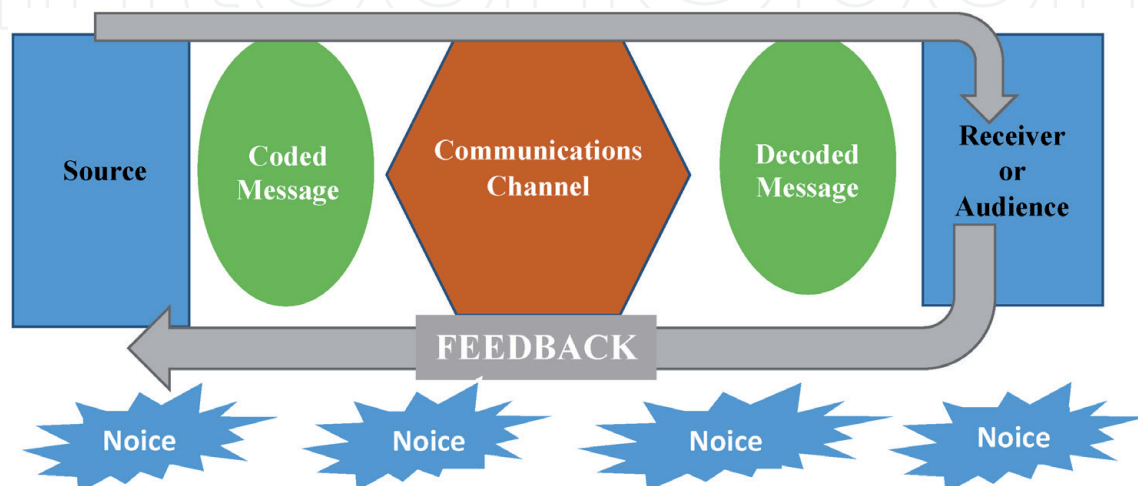 Source
Coded
Message
Communications
Channel
Decoded
Message
Receiver
or
Audience
FEEDBACK
Noice
Noice
Noice
Noice